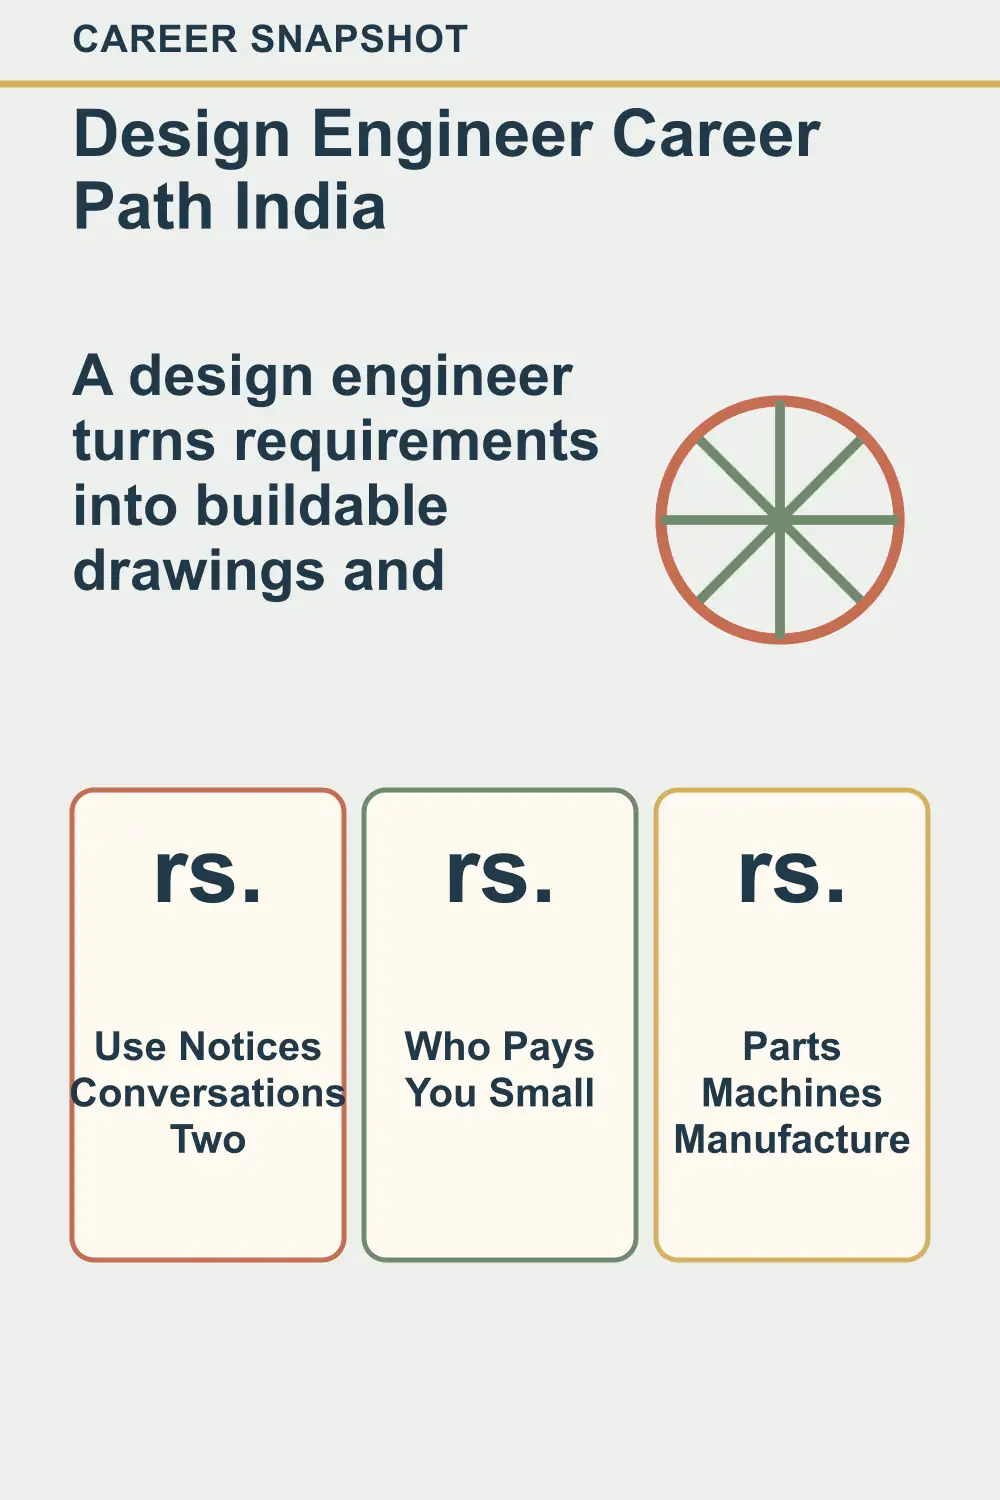 CAREER SNAPSHOT
Design Engineer Career
Path India
A design engineer
turns requirements
into buildable
drawings and
rs.
Use Notices
Conversations
Two
rs.
Who Pays
You Small
rs.
Parts
Machines
Manufacture